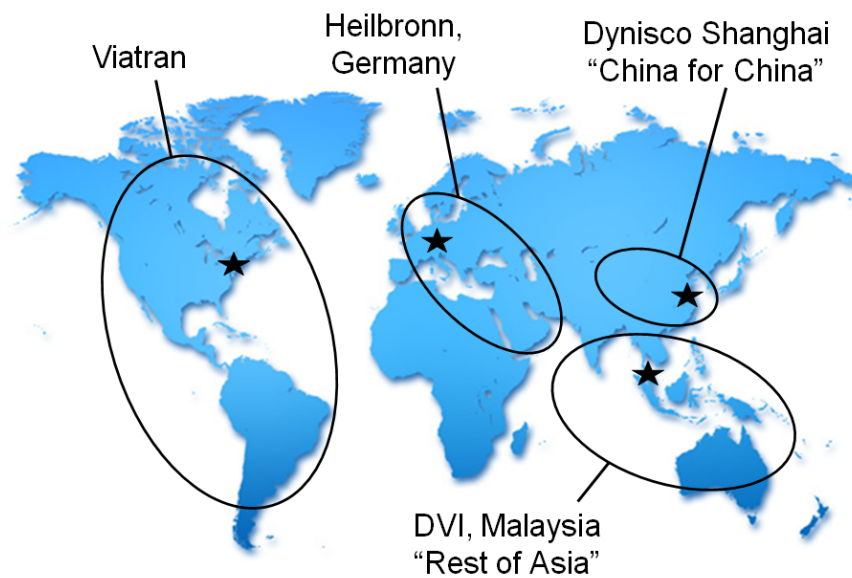 Viatran
Heilbronn,
Germany
Dynisco Shanghai
“China for China”
DVI, Malaysia
“Rest of Asia”